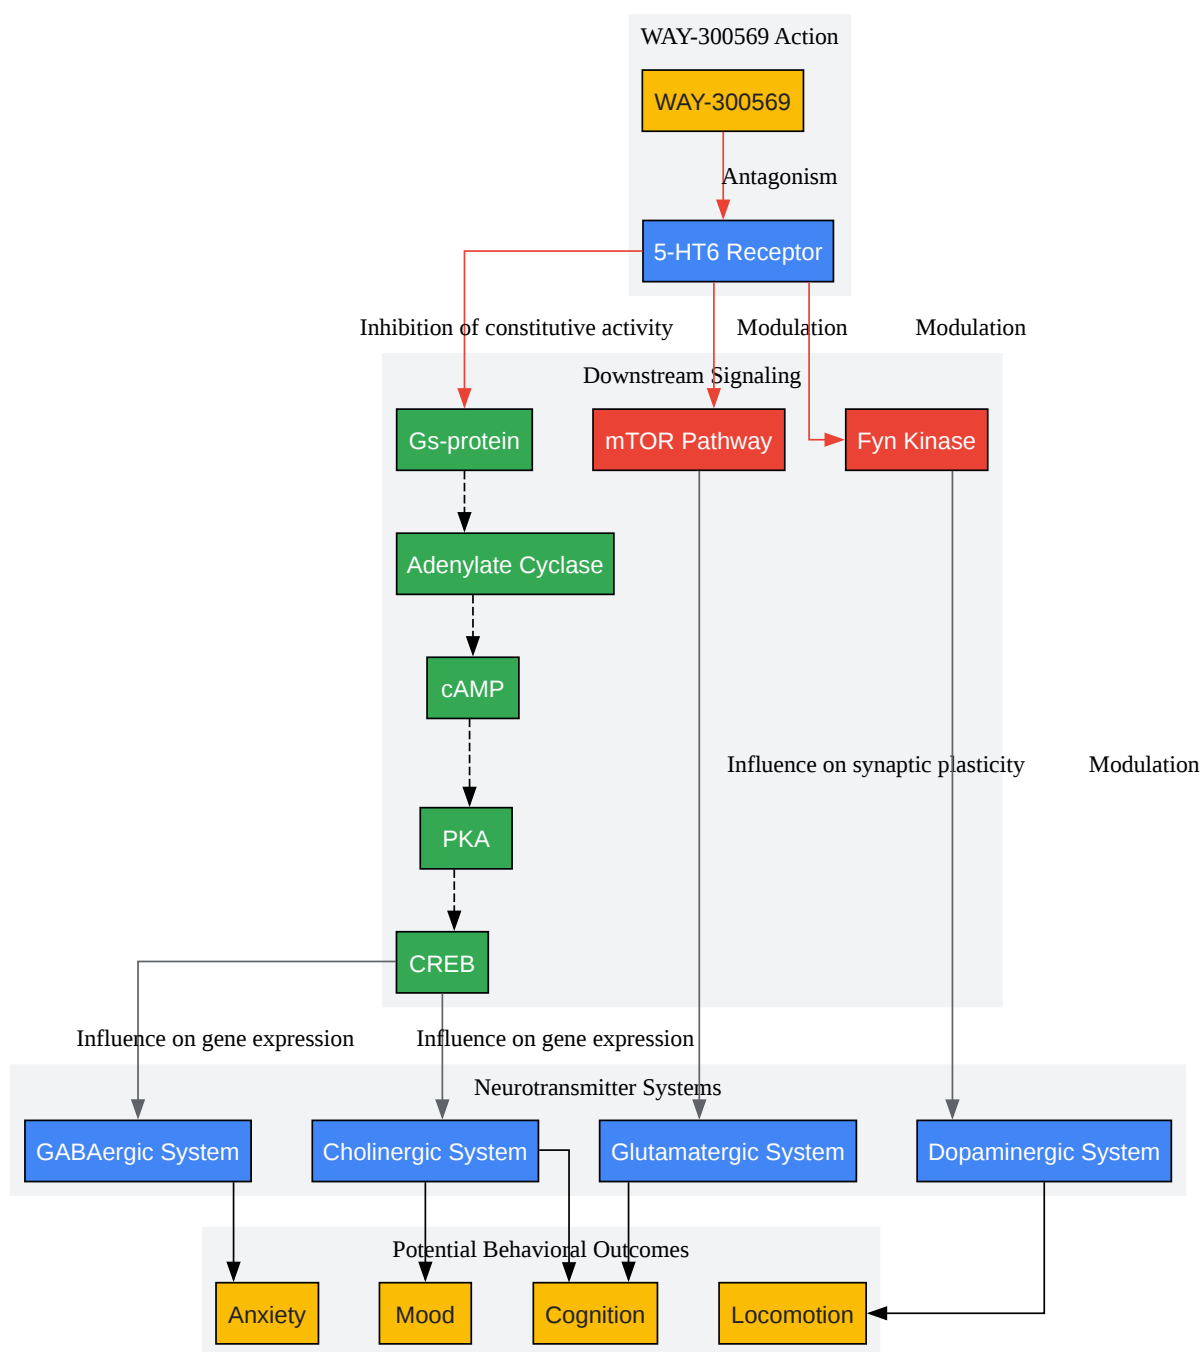 WAY-300569 Action
WAY-300569
Antagonism
5-HT6 Receptor
Inhibition of constitutive activity
Modulation
Modulation
Downstream Signaling
Gs-protein
mTOR Pathway
Fyn Kinase
Adenylate Cyclase
cAMP
Influence on synaptic plasticity
Modulation
PKA
CREB
Influence on gene expression
Influence on gene expression
Neurotransmitter Systems
GABAergic System
Cholinergic System
Glutamatergic System
Dopaminergic System
Potential Behavioral Outcomes
Anxiety
Mood
Cognition
Locomotion